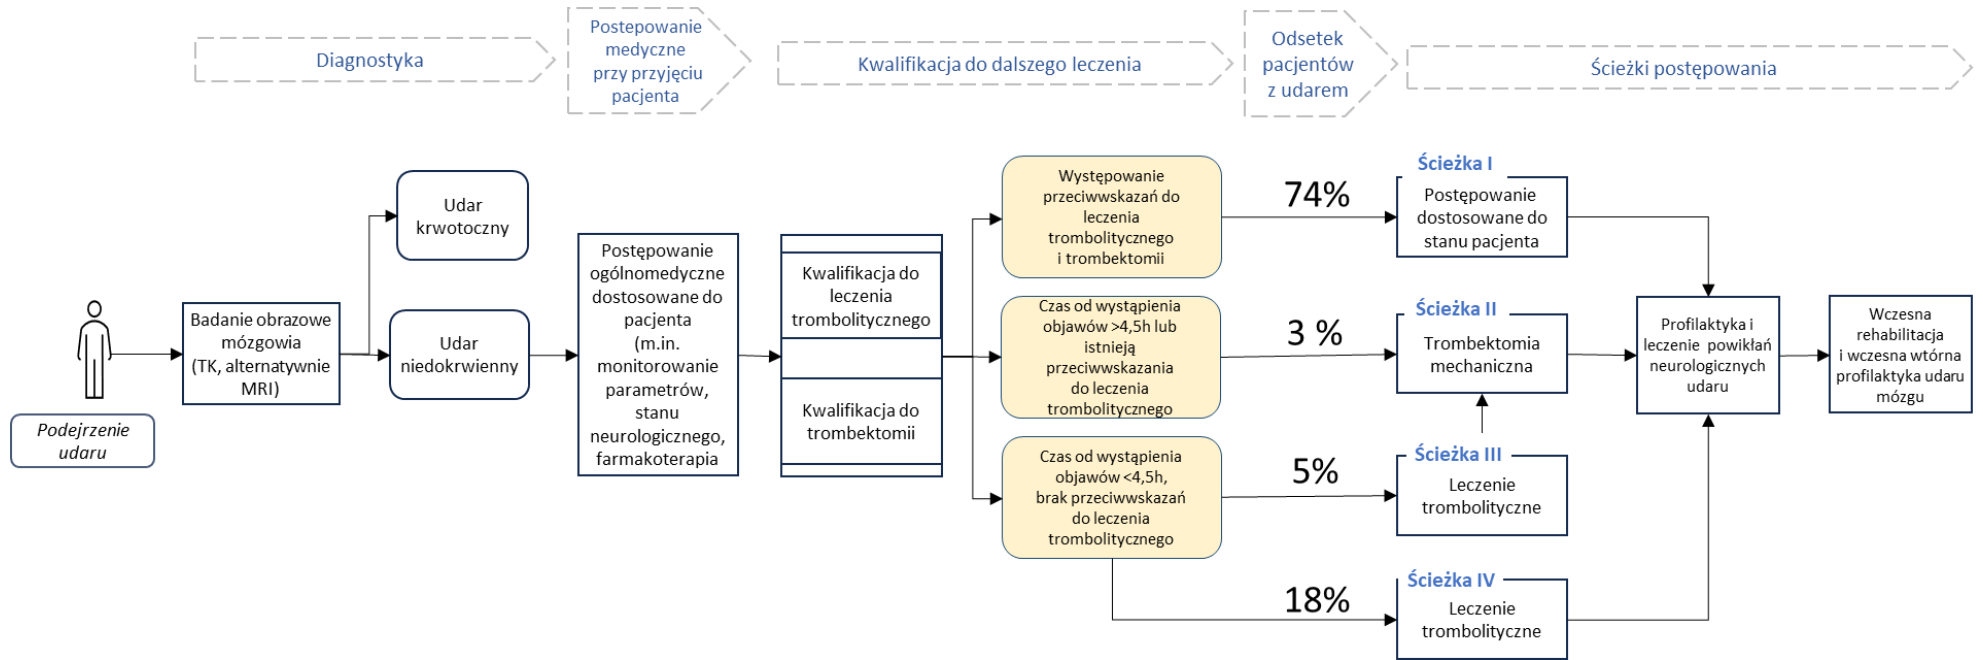 Diagnostyka
Postepowanie
medyczne
przy przyjęciu
pacjenta
Kwalifikacja do dalszego leczenia
Odsetek
pacjentów
z udarem
Ścieżki postępowania
Podejrzenie
udaru
Badanie obrazowe
mózgowia
(TK, alternatywnie
MRI)
Udar
krwotoczny
Udar
niedokrwienny
Postępowanie
ogólnomedyczne
dostosowane do
pacjenta
(m.in.
monitorowanie
parametrów,
stanu
neurologicznego,
farmakoterapia
Kwalifikacja do
leczenia
trombolitycznego
Kwalifikacja do
trombektomii
Występowanie
przeciwwskazań do
leczenia
trombolitycznego
i trombektomii
Czas od wystąpienia
objawów >4,5h lub
istnieją
przeciwwskazania
do leczenia
trombolitycznego
Czas od wystąpienia
objawów <4,5h,
brak przeciwwskazań
do leczenia
trombolitycznego
74%
3 %
5%
18%
Ścieżka I
Postępowanie
dostosowane do
stanu pacjenta
Ścieżka II
Trombektomia
mechaniczna
Ścieżka III
Leczenie
trombolityczne
Ścieżka IV
Leczenie
trombolityczne
Profilaktyka i
leczenie powikłań
neurologicznych
udaru
Wczesna
rehabilitacja
i wczesna wtórna
profilaktyka udaru
mózgu